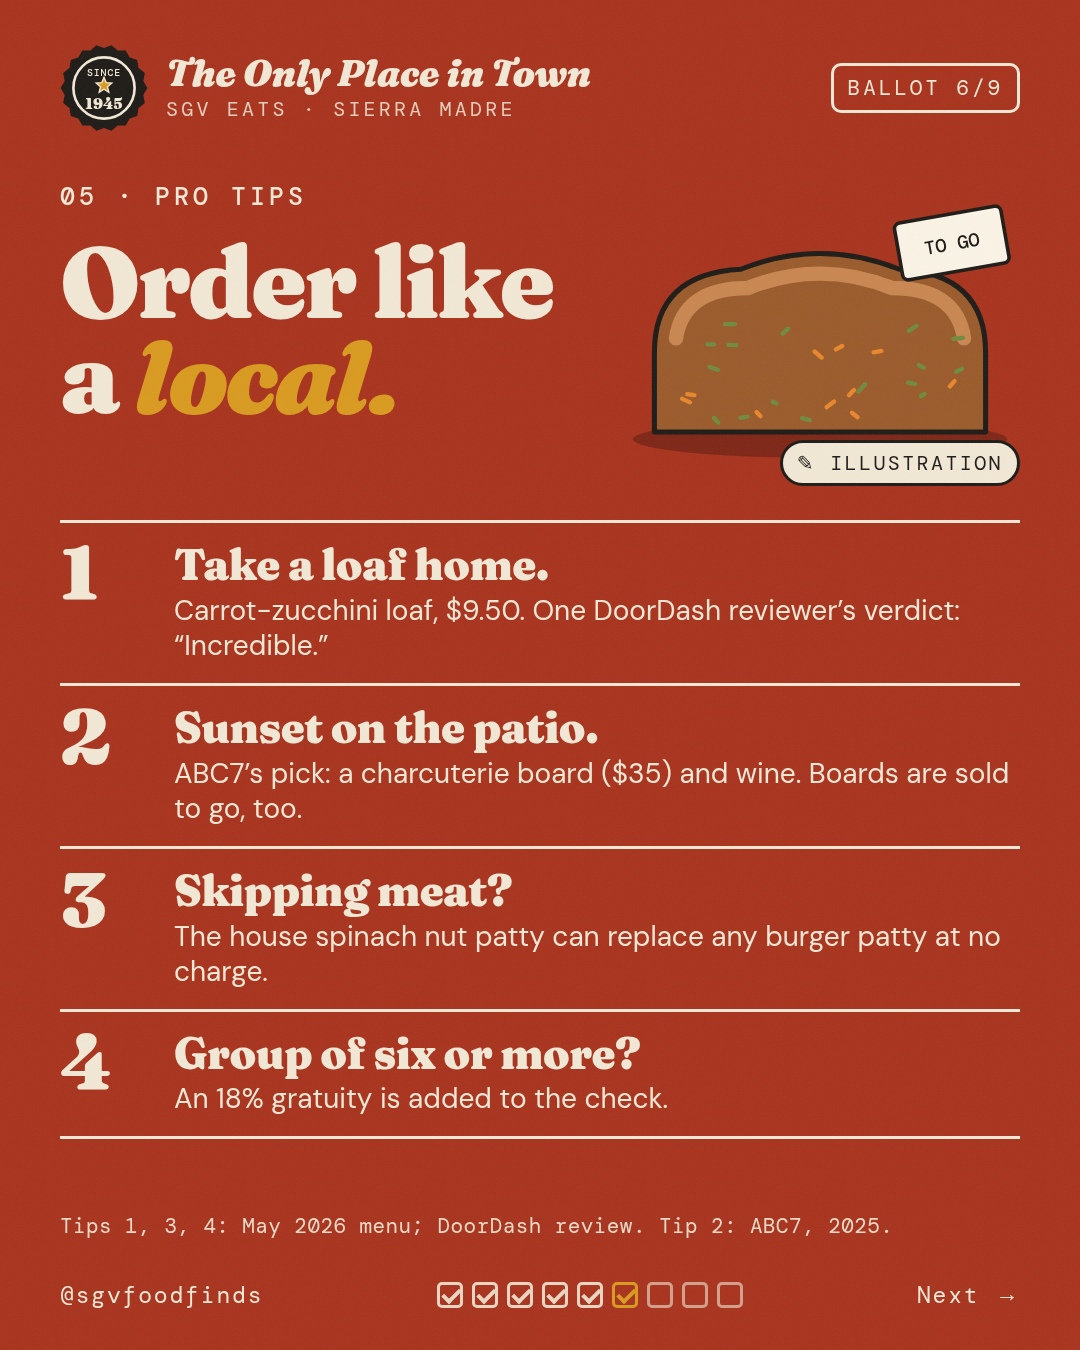 SINCE
1945
The Only Place in Town
SGV EATS · SIERRA MADRE
BALLOT 6/9
05 · PRO TIPS
Order like
a local.
TO GO
✎ ILLUSTRATION
1
Take a loaf home.
Carrot-zucchini loaf, $9.50. One DoorDash reviewer’s verdict:
“Incredible.”
2
Sunset on the patio.
ABC7’s pick: a charcuterie board ($35) and wine. Boards are sold
to go, too.
3
Skipping meat?
The house spinach nut patty can replace any burger patty at no
charge.
4
Group of six or more?
An 18% gratuity is added to the check.
Tips 1, 3, 4: May 2026 menu; DoorDash review. Tip 2: ABC7, 2025.
@sgvfoodfinds
Next →